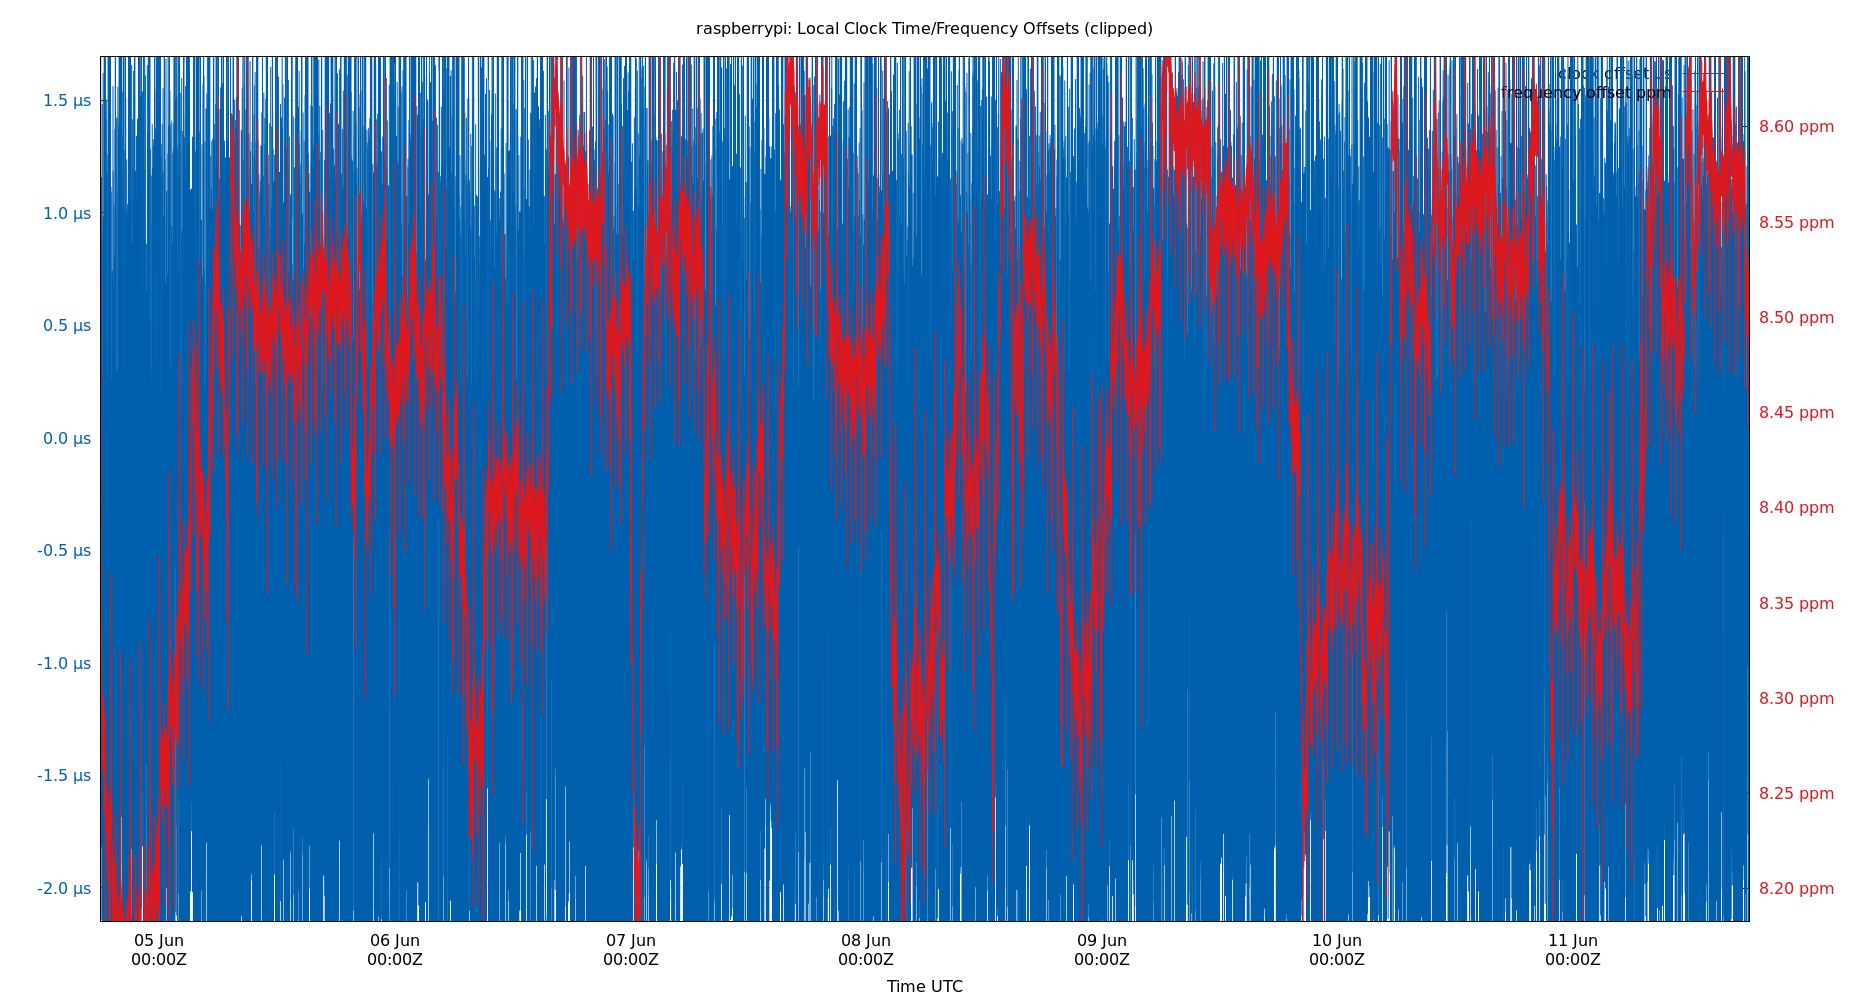 raspberrypi: Local Clock Time/Frequency Offsets (clipped)
clock offset µs
frequency offset ppm
1.5 µs
1.0 µs
0.5 µs
0.0 µs
-0.5 µs
-1.0 µs
-1.5 µs
-2.0 µs
8.60 ppm
8.55 ppm
8.50 ppm
8.45 ppm
8.40 ppm
8.35 ppm
8.30 ppm
8.25 ppm
8.20 ppm
05 Jun 06 Jun 07 Jun 08 Jun 09 Jun 10 Jun 11 Jun
00:00Z 00:00Z 00:00Z 00:00Z 00:00Z 00:00Z 00:00Z
Time UTC